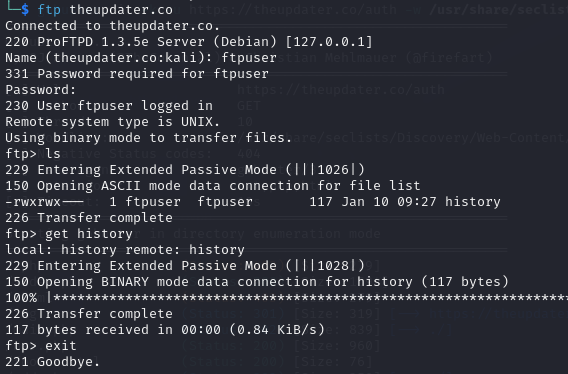 └─$ ftp theupdater.co
Connected to theupdater.co.
220 ProFTPD 1.3.5e Server (Debian) [127.0.0.1]
Name (theupdater.co:kali): ftpuser
331 Password required for ftpuser
Password:
230 User ftpuser logged in
Remote system type is UNIX.
Using binary mode to transfer files.
ftp> ls
229 Entering Extended Passive Mode (|||1026|)
150 Opening ASCII mode data connection for file list
-rwxrwx---   1 ftpuser  ftpuser       117 Jan 10 09:27 history
226 Transfer complete
ftp> get history
local: history remote: history
229 Entering Extended Passive Mode (|||1028|)
150 Opening BINARY mode data connection for history (117 bytes)
100% |*******************************************************
226 Transfer complete
117 bytes received in 00:00 (0.84 KiB/s)
ftp> exit
221 Goodbye.